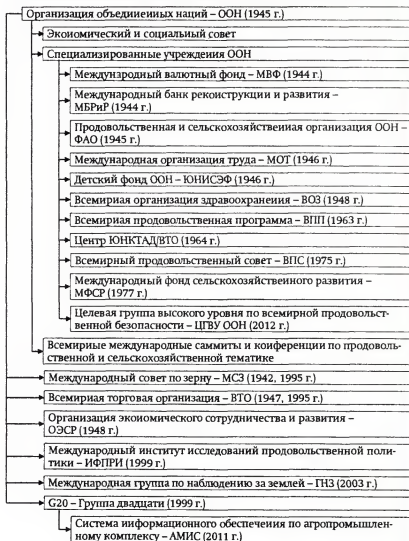 Организация объединенных наций – ООН (1945 г.)
Экономический и социальный совет
Специализированные учреждения ООН
Международный валютный фонд – МВФ (1944 г.)
Международный банк реконструкции и развития –
МБРиР (1944 г.)
Продовольственная и сельскохозяйственная организация ООН –
ФАО (1945 г.)
Международная организация труда – МОТ (1946 г.)
Детский фонд ООН – ЮНИСЭФ (1946 г.)
Всемирная организация здравоохранения – ВОЗ (1948 г.)
Всемирная продовольственная программа – ВПП (1963 г.)
Центр ЮНКТАД/ВТО (1964 г.)
Всемирный продовольственный совет – ВПС (1975 г.)
Международный фонд сельскохозяйственного развития –
МФСР (1977 г.)
Целевая группа высокого уровня по всемирной продовольст-
венной безопасности – ЦГВУ ООН (2012 г.)
Всемирные международные саммиты и конференции по продоволь-
ственной и сельскохозяйственной тематике
Международный совет по зерну – МСЗ (1942, 1995 г.)
Всемирная торговая организация – ВТО (1947, 1995 г.)
Организация экономического сотрудничества и развития –
ОЭСР (1948 г.)
Международный институт исследований продовольственной поли-
тики – ИФПРИ (1999 г.)
Международная группа по наблюдению за землей – ГНЗ (2003 г.)
G20 – Группа двадцати (1999 г.)
Система информационного обеспечения по агропромышлен-
ному комплексу – АМИС (2011 г.)